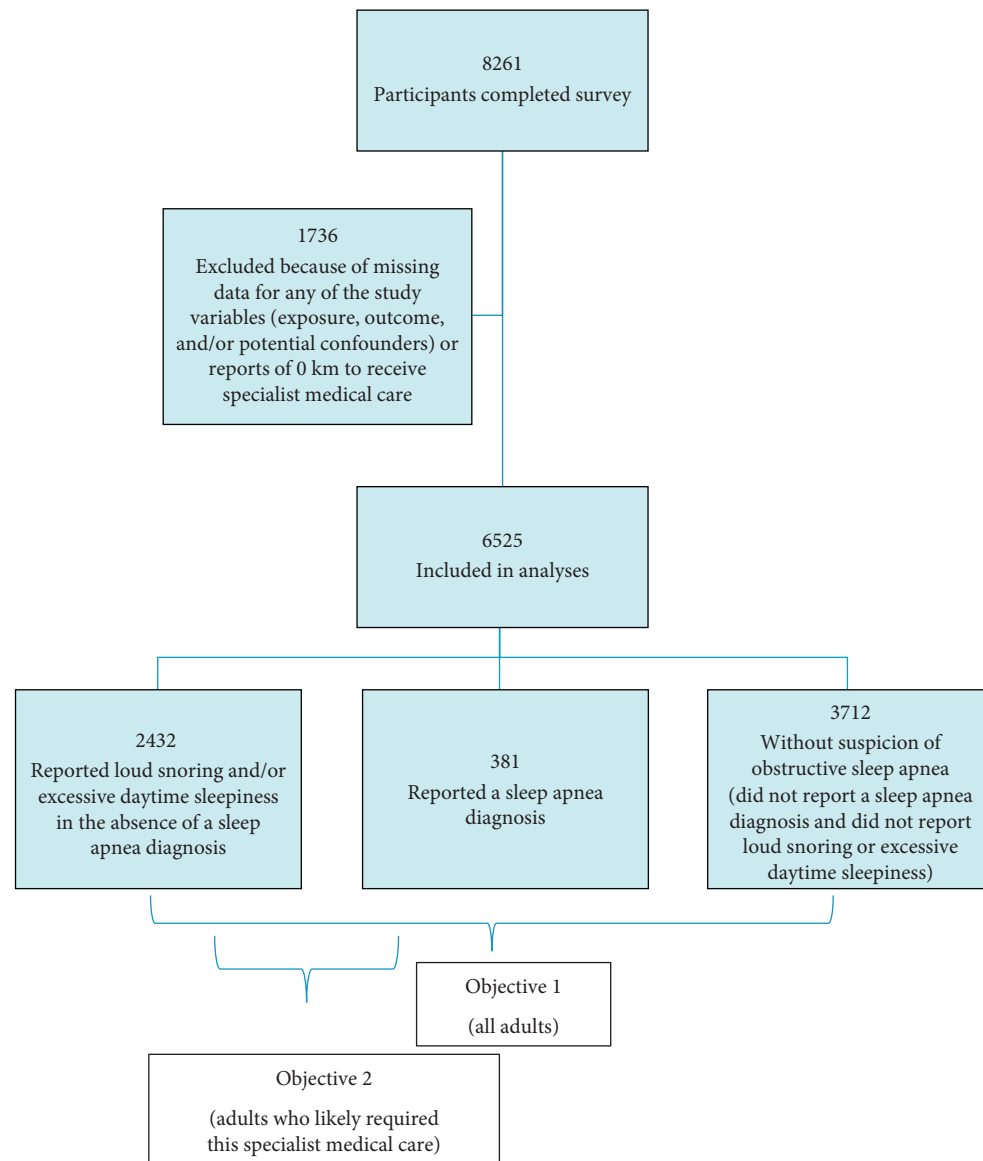 8261
Participants completed survey
1736
Excluded because of missing
data for any of the study
variables (exposure, outcome,
and/or potential confounders) or
reports of 0 km to receive
specialist medical care
6525
Included in analyses
2432
Reported loud snoring and/or
excessive daytime sleepiness
in the absence of a sleep
apnea diagnosis
381
Reported a sleep apnea
diagnosis
3712
Without suspicion of
obstructive sleep apnea
(did not report a sleep apnea
diagnosis and did not report
loud snoring or excessive
daytime sleepiness)
Objective 1
(all adults)
Objective 2
(adults who likely required
this specialist medical care)